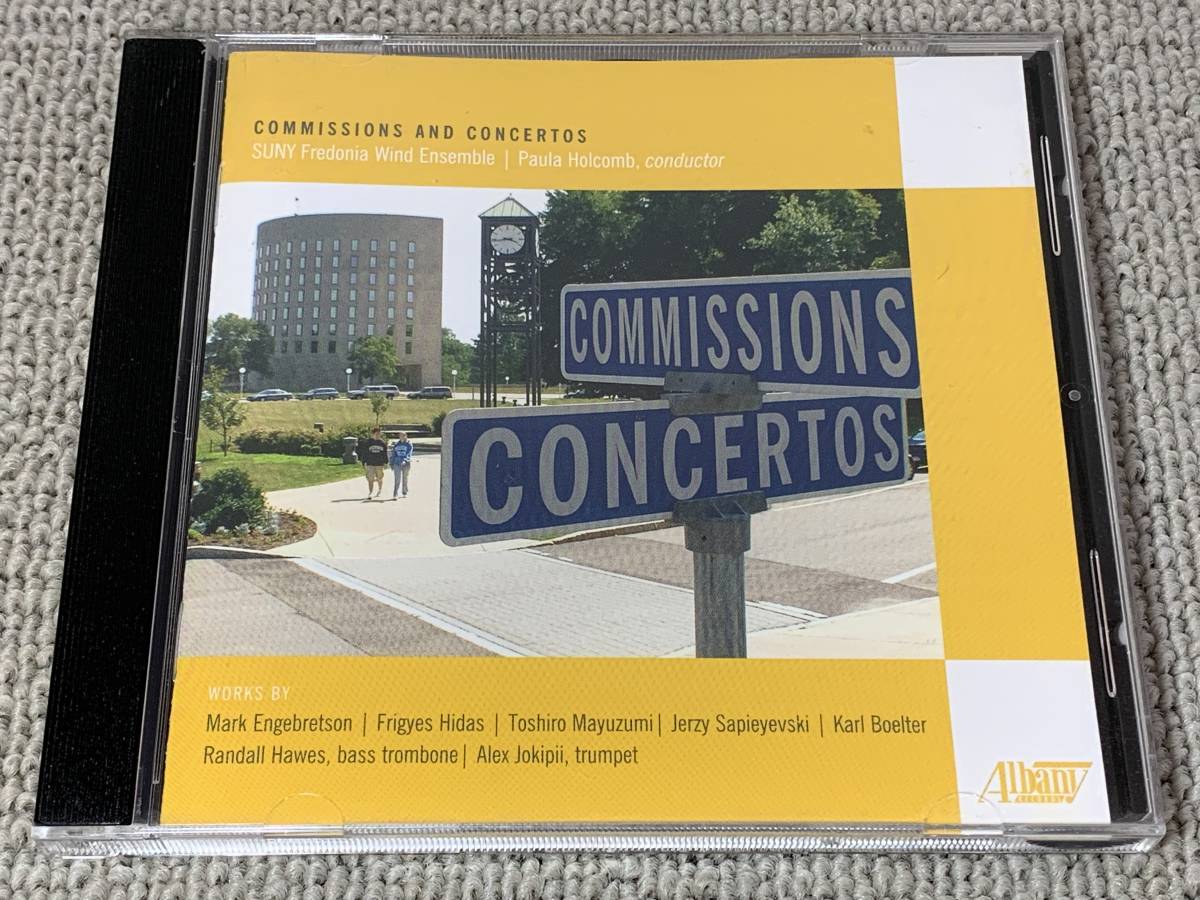 COMMISSIONS AND CONCERTOS
SUNY Fredonia Wind Ensemble | Paula Holcomb, conductor
COMMISSIONS
CONCERTOS
WORKS BY
Mark Engebretson | Frigyes Hidas | Toshiro Mayuzumi | Jerzy Sapieyevski | Karl Boelter
Randall Hawes, bass trombone | Alex Jokipii, trumpet
Albany
RECORDS